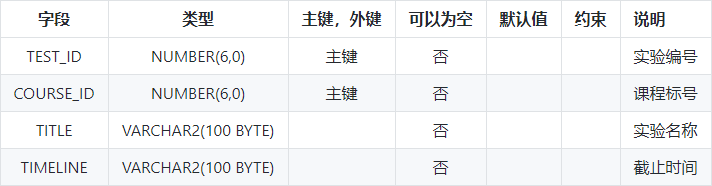 字段 类型 主键，外键 可以为空 默认值 约束 说明
TEST_ID NUMBER(6,0) 主键 否 实验编号
COURSE_ID NUMBER(6,0) 主键 否 课程标号
TITLE VARCHAR2(100 BYTE) 否 实验名称
TIMELINE VARCHAR2(100 BYTE) 否 截止时间